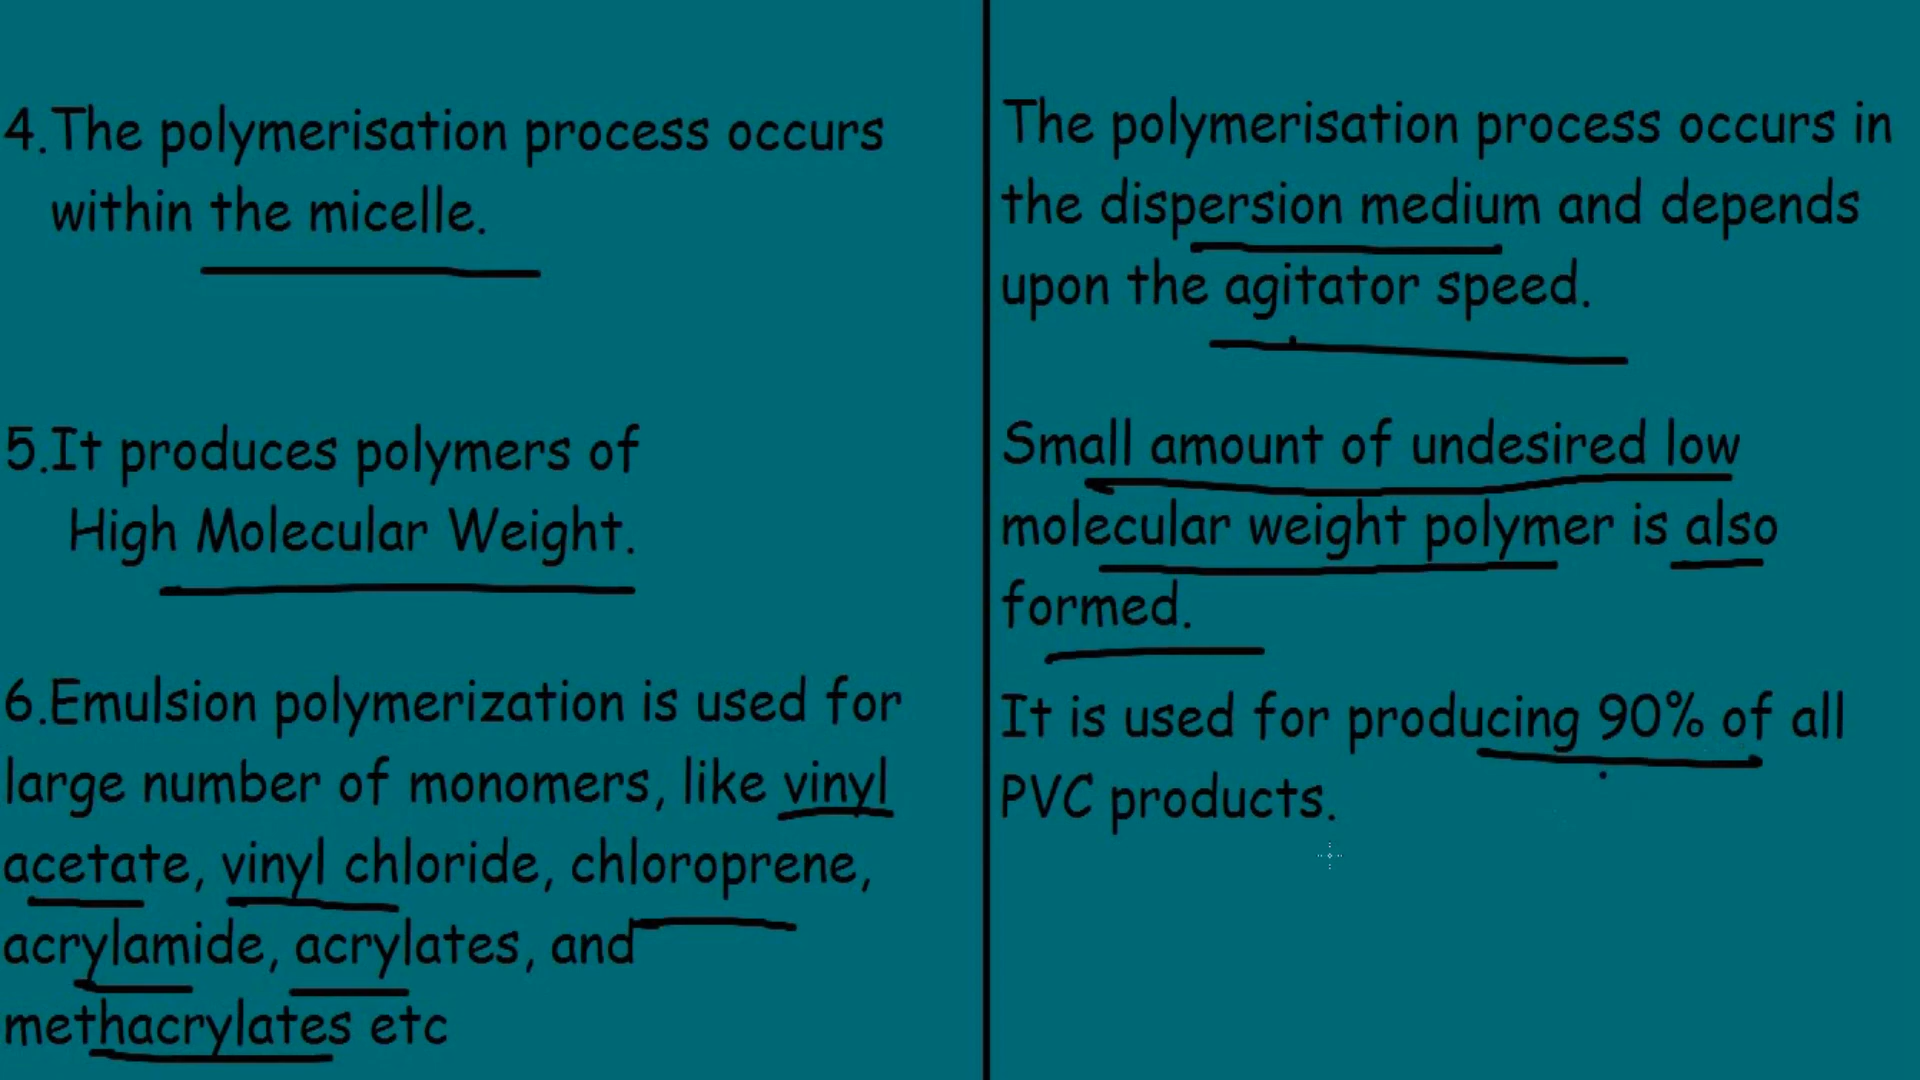 4.The polymerisation process occurs
within the micelle.
5.It produces polymers of
High Molecular Weight.
6.Emulsion polymerization is used for
large number of monomers, like vinyl
acetate, vinyl chloride, chloroprene,
acrylamide, acrylates, and
methacrylates etc
The polymerisation process occurs in
the dispersion medium and depends
upon the agitator speed.
Small amount of undesired low
molecular weight polymer is also
formed.
It is used for producing 90% of all
PVC products.